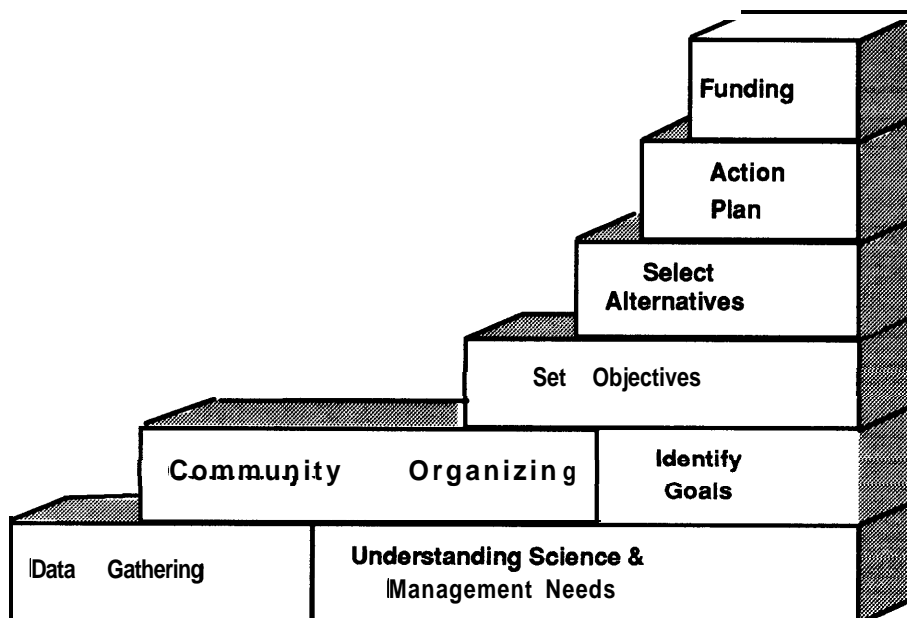 Funding
Action
Plan
Select
Alternatives
Set Objectives
Community Organizing
Identify
Goals
Data Gathering
Understanding Science &
Management Needs